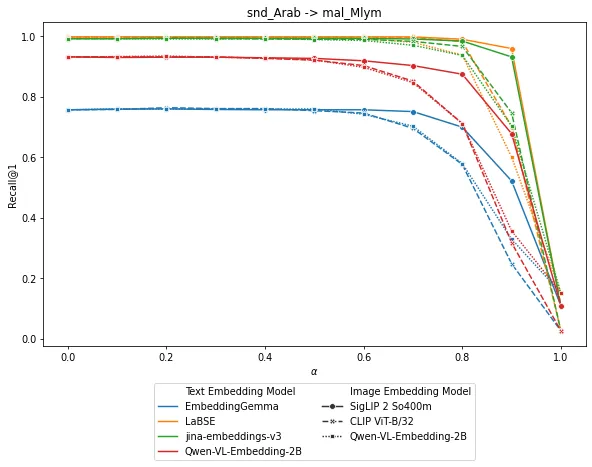 snd_Arab -> mal_Mlym
1.0
0.8
0.6
0.4
0.2
0.0
Recall@1
0.0 0.2 0.4 0.6 0.8 1.0
α
Text Embedding Model Image Embedding Model
EmbeddingGemma SigLIP 2 So400m
LaBSE CLIP ViT-B/32
jina-embeddings-v3 Qwen-VL-Embedding-2B
Qwen-VL-Embedding-2B